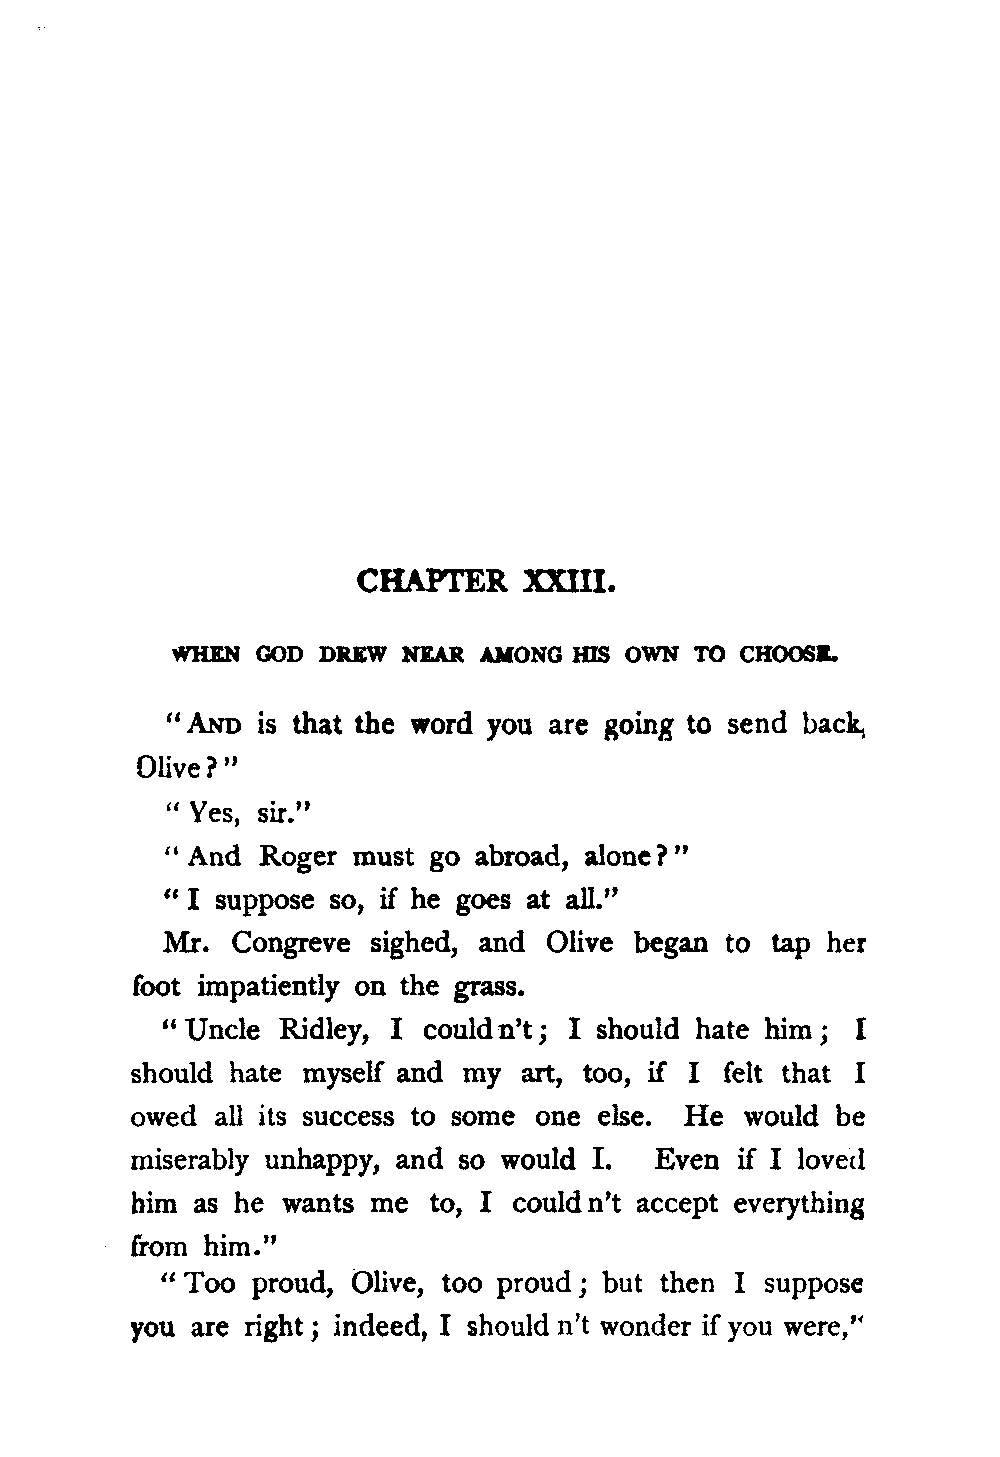 CHAPTER XXIII.
WHEN GOD DREW NEAR AMONG HIS OWN TO CHOOSE.
"AND is that the word you are going to send back,
Olive?"
"Yes, sir."
"And Roger must go abroad, alone?"
"I suppose so, if he goes at all."
Mr. Congreve sighed, and Olive began to tap her
foot impatiently on the grass.
"Uncle Ridley, I couldn't; I should hate him; I
should hate myself and my art, too, if I felt that I
owed all its success to some one else. He would be
miserably unhappy, and so would I. Even if I loved
him as he wants me to, I couldn't accept everything
from him."
"Too proud, Olive, too proud; but then I suppose
you are right; indeed, I shouldn't wonder if you were,"